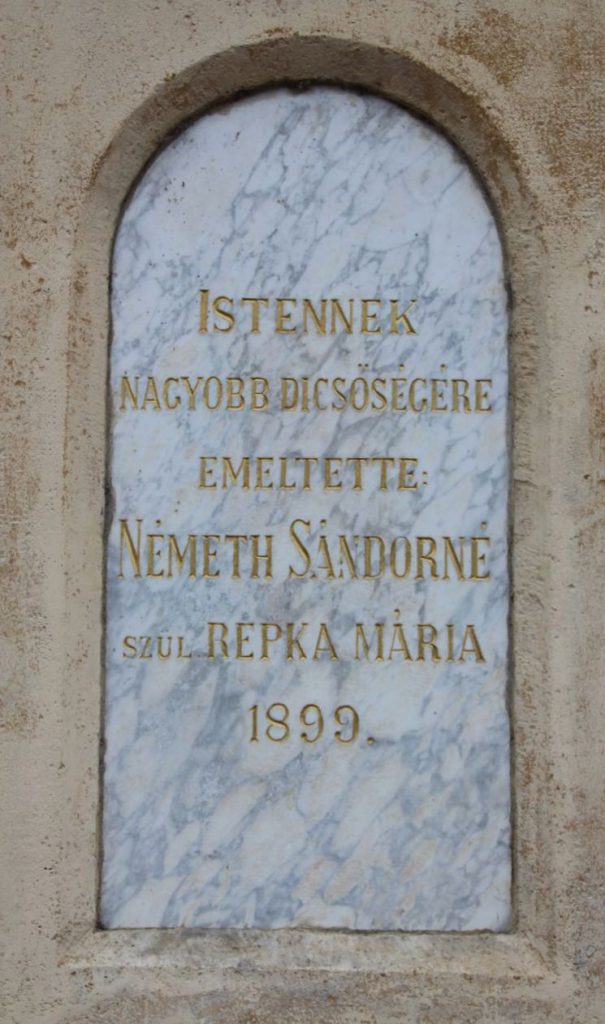 ISTENNEK
NAGYOBB DICSŐSÉGÉRE
EMELTETTE:
NÉMETH SÁNDORNÉ
SZÜL. REPKA MÁRIA
1899.